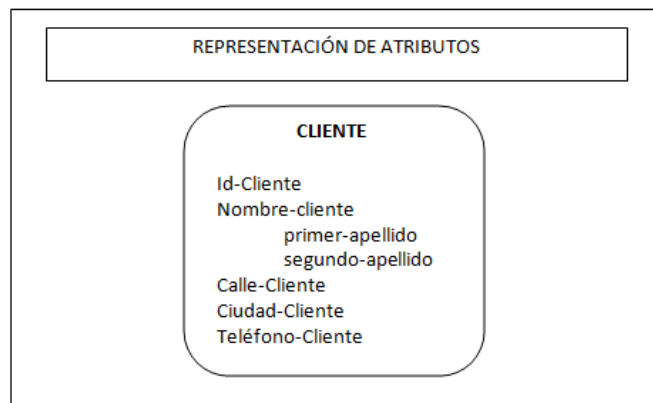 REPRESENTACIÓN DE ATRIBUTOS
CLIENTE
Id-Cliente
Nombre-cliente
primer-apellido
segundo-apellido
Calle-Cliente
Ciudad-Cliente
Teléfono-Cliente